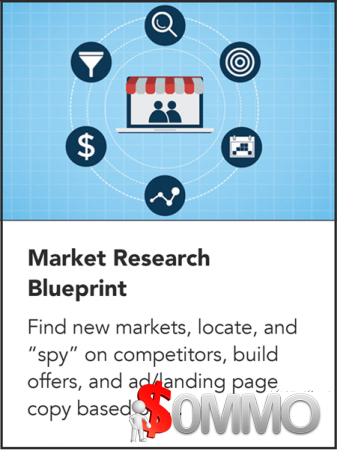 Market Research
Blueprint
Find new markets, locate, and
“spy” on competitors, build
offers, and ad/landing page
copy based
$0MMO